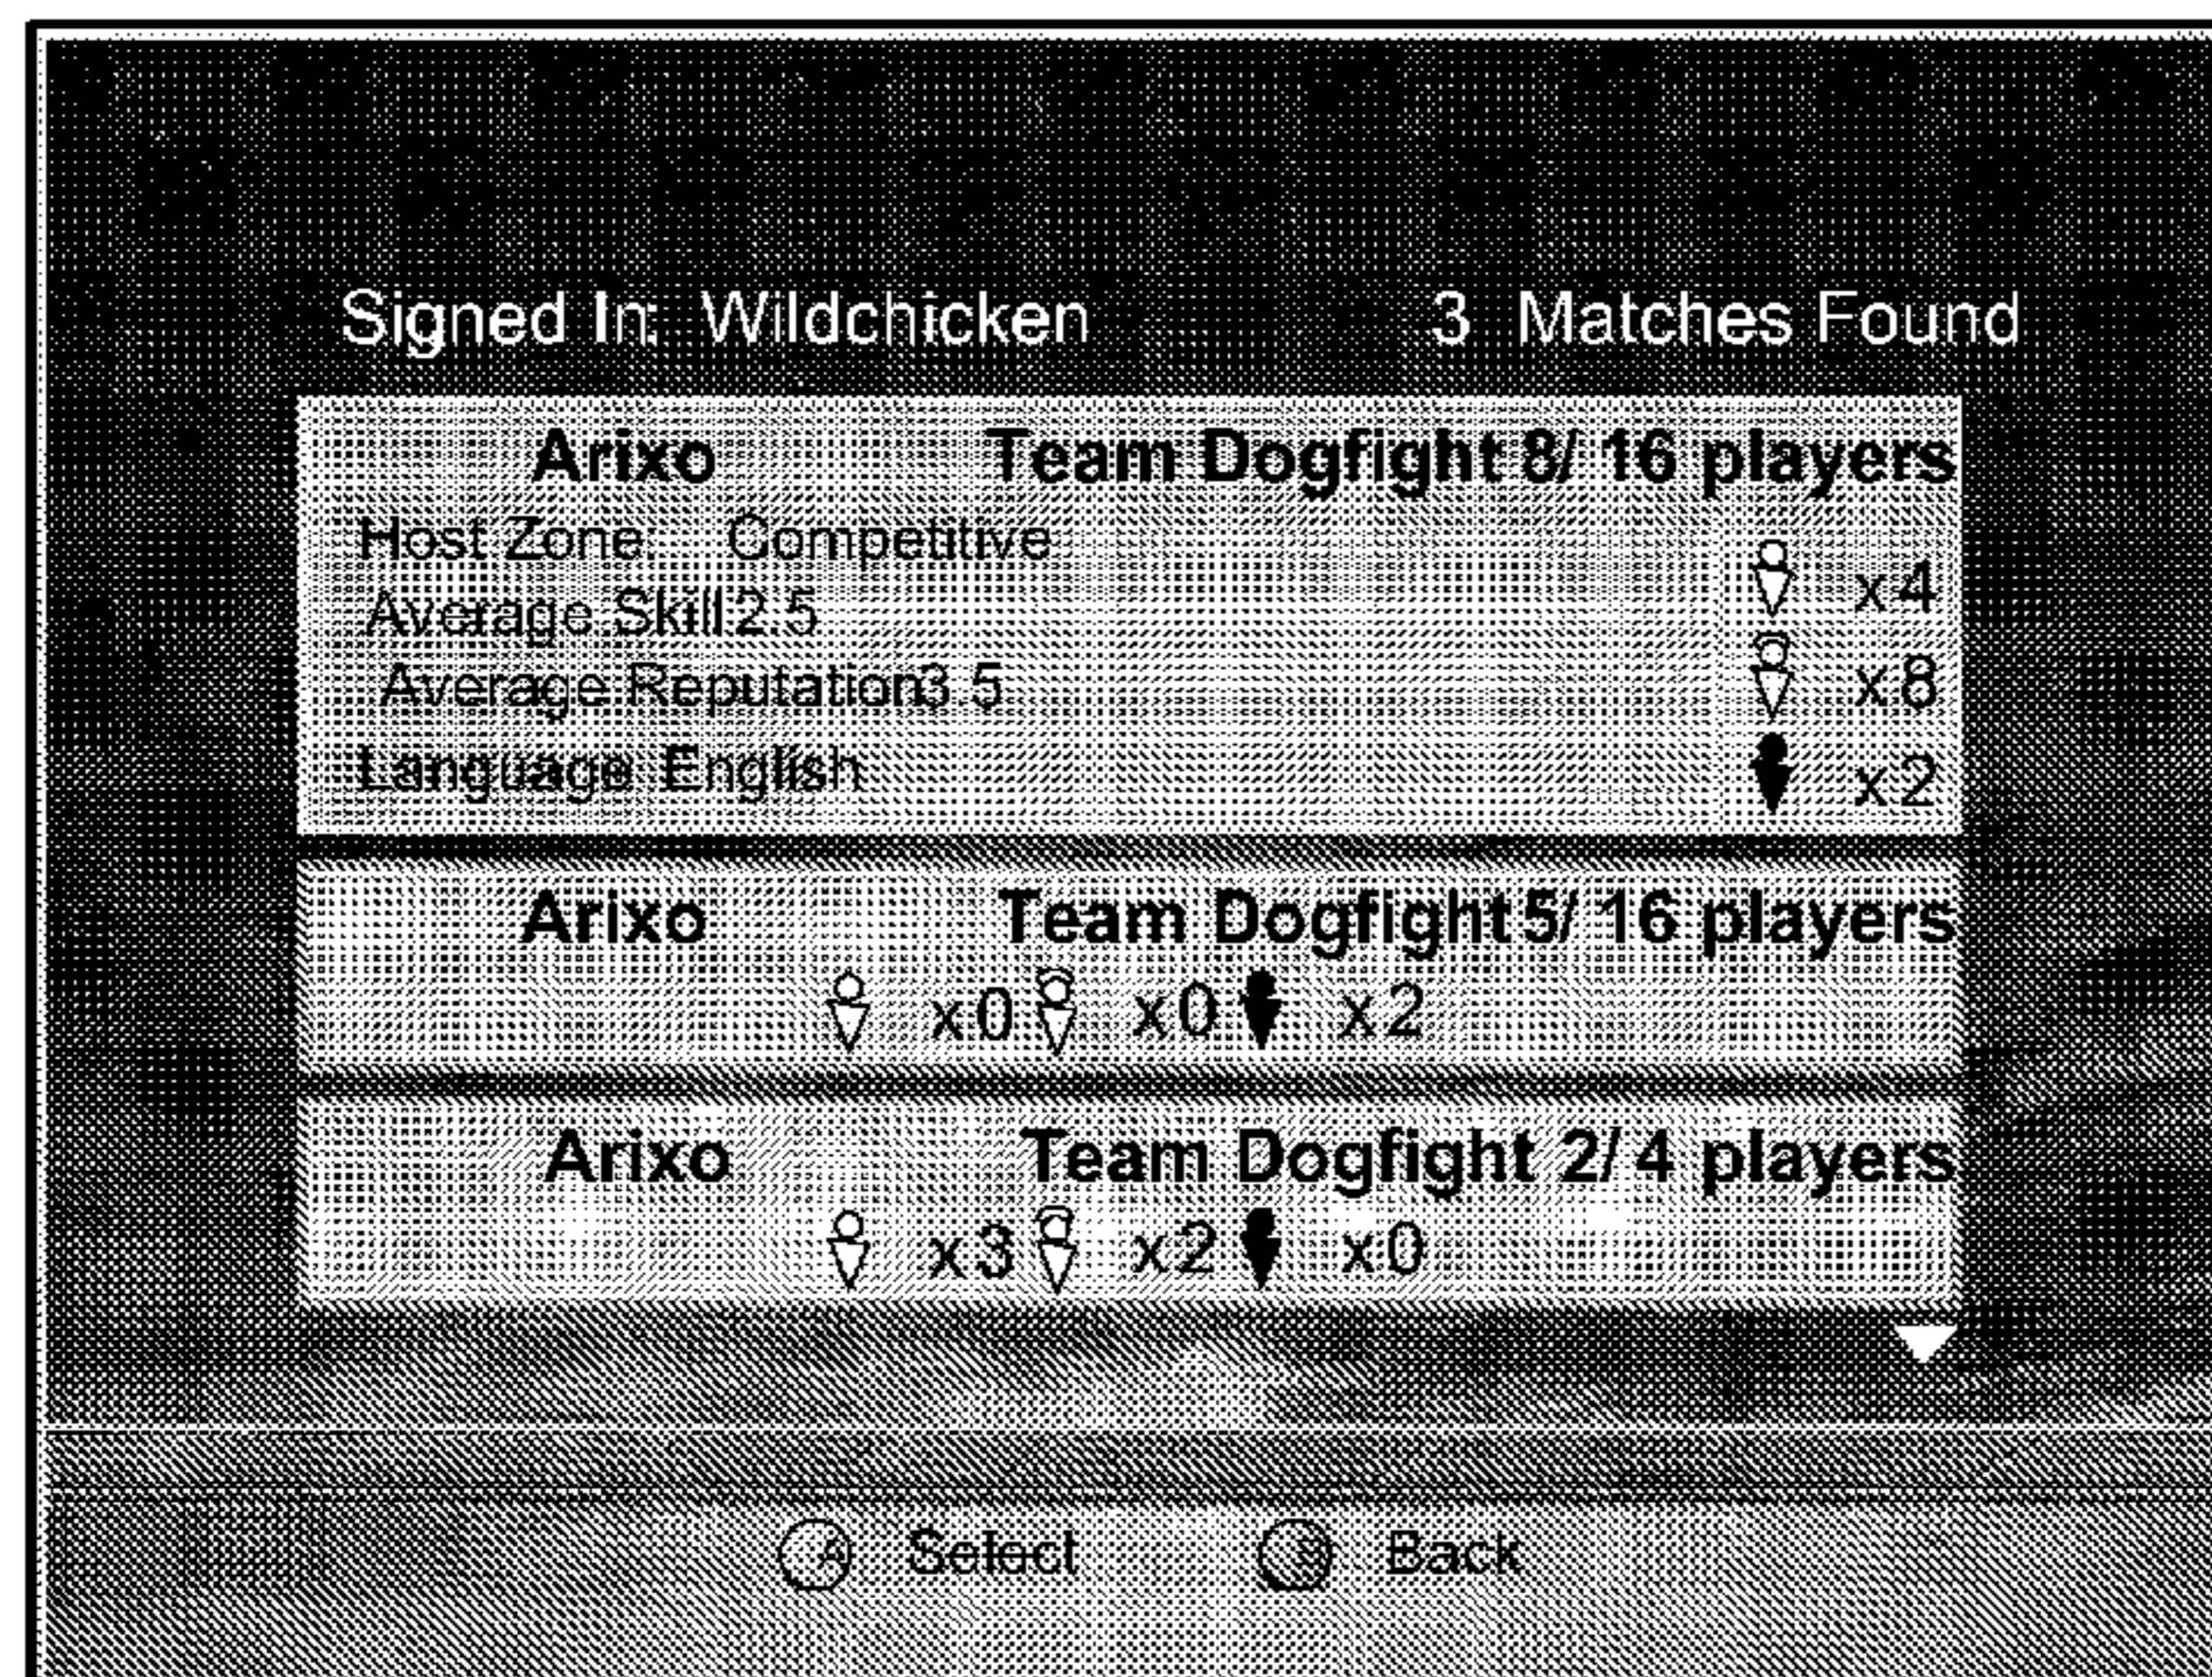 Signed In: Wildchicken 3 Matches Found
Arixo Team Dogfight 8/ 16 players
Host Zone: Competitive
x4
Average Skill:2.5
Average Reputation3.5
x8
Language English
x2
Arixo Team Dogfight 5/ 16 players
x0 x0 x2
Arixo Team Dogfight 2/ 4 players
x3 x2 x0
A Select B Back